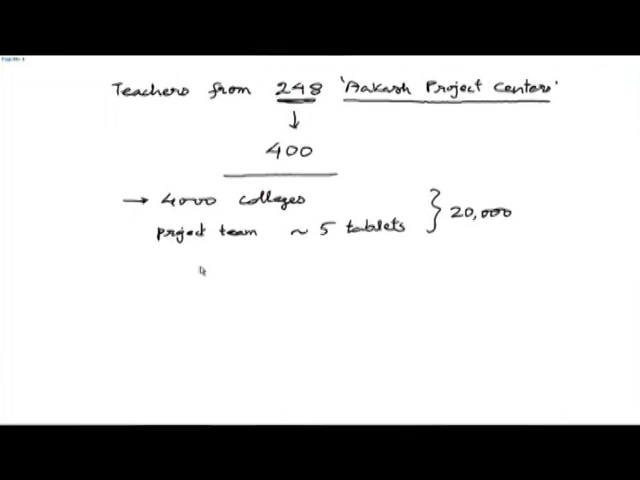 Teachers from 248 'Aakash Project Centers'
↓
400
→ 4000 colleges
project team ~ 5 tablets } 20,000